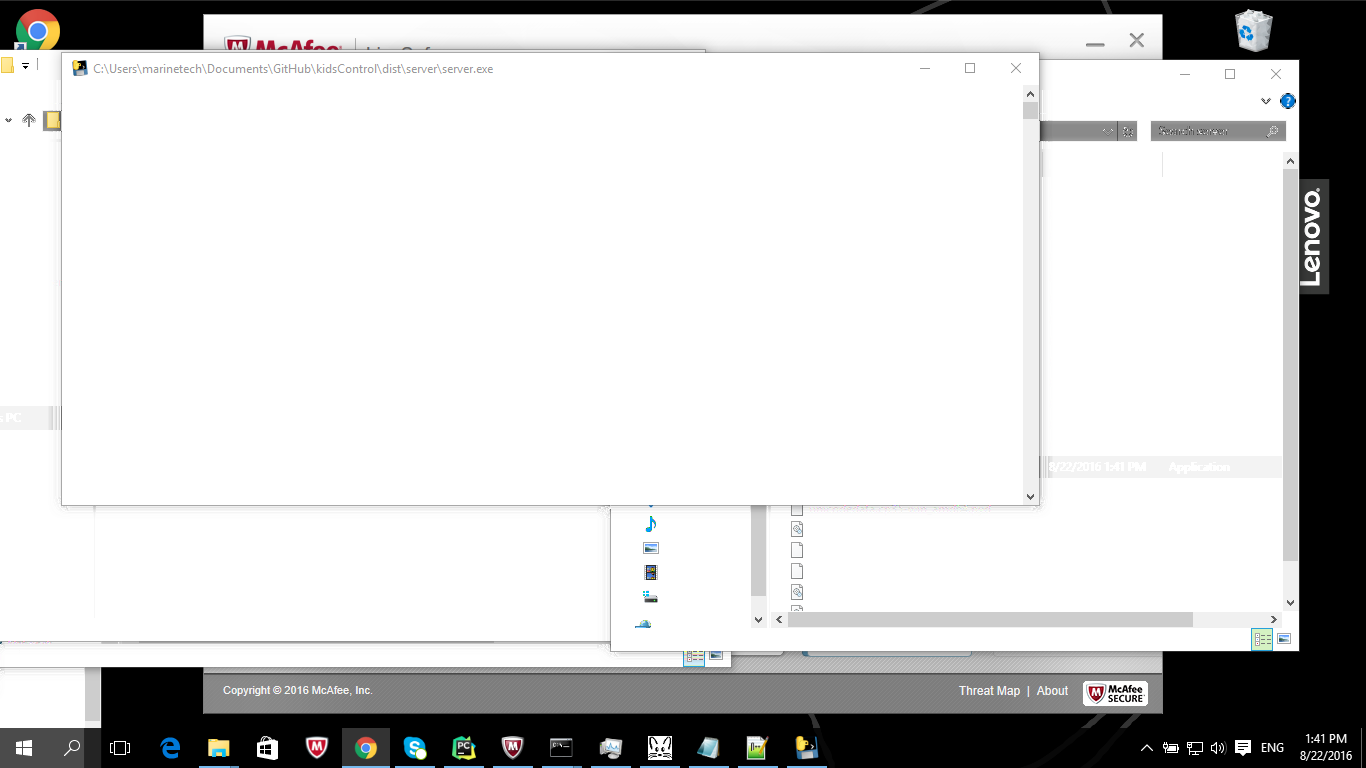 McAfee
C:\Users\marinetech\Documents\GitHub\kidsControl\dist\server\server.exe
PC
8/22/2016 1:41 PM
Application
Lenovo.
Copyright © 2016 McAfee, Inc.
Threat Map | About
McAfee
SECURE
ENG
1:41 PM
8/22/2016